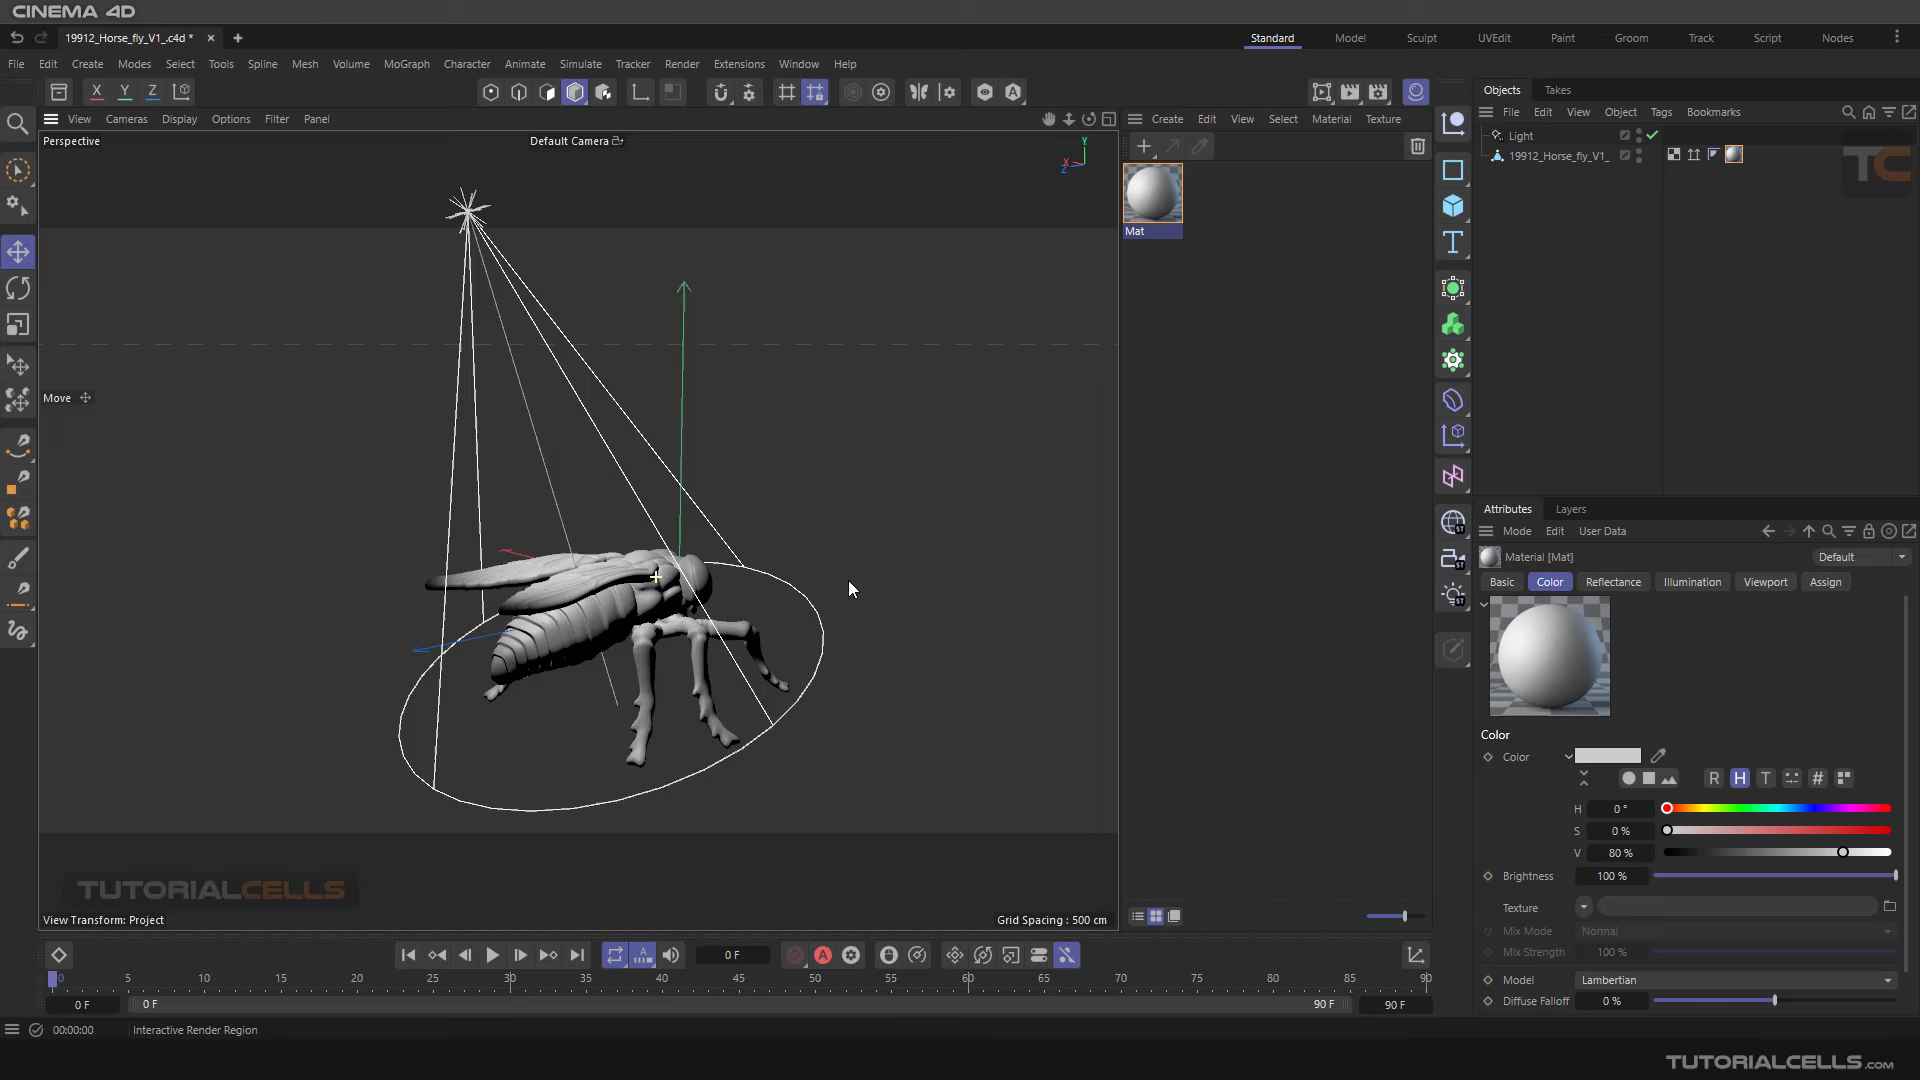 CINEMA 4D
19912_Horse_fly_V1_.c4d *
Standard Model Sculpt UVEdit Paint Groom Track Script Nodes
File Edit Create Modes Select Tools Spline Mesh Volume MoGraph Character Animate Simulate Tracker Render Extensions Window Help
X Y Z
Objects Takes
View Cameras Display Options Filter Panel
Create Edit View Select Material Texture
File Edit View Object Tags Bookmarks
Perspective
Default Camera
Y
X
Z
Light
19912_Horse_fly_V1_
TC
Mat
Move
Attributes Layers
Mode Edit User Data
Material [Mat]
Default
Basic Color Reflectance Illumination Viewport Assign
Color
Color
R H T #
H 0 °
S 0 %
V 80 %
Brightness 100 %
Texture
Mix Mode Normal
Mix Strength 100 %
Model Lambertian
Diffuse Falloff 0 %
TUTORIALCELLS
View Transform: Project
Grid Spacing : 500 cm
0 F
0 5 10 15 20 25 30 35 40 45 50 55 60 65 70 75 80 85 90
0 F 0 F 90 F 90 F
00:00:00 Interactive Render Region
TUTORIALCELLS.com